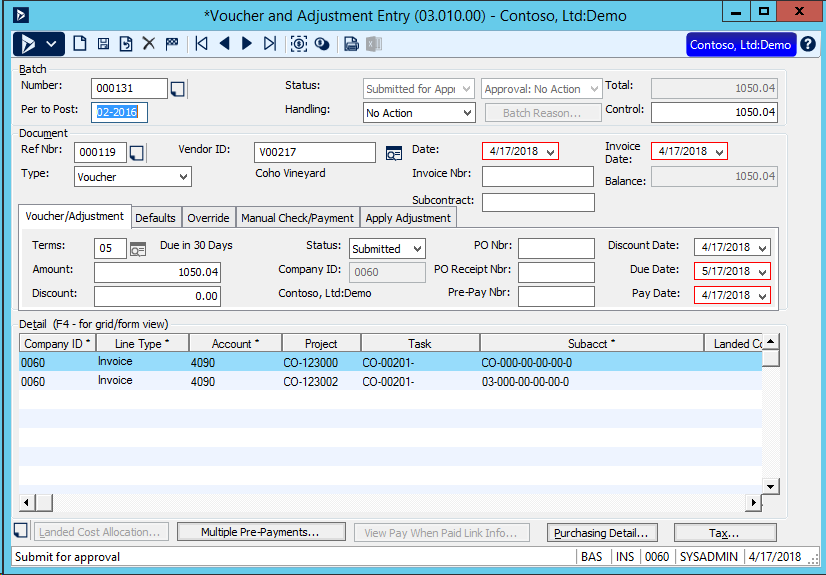 *Voucher and Adjustment Entry (03.010.00) - Contoso, Ltd:Demo
Contoso, Ltd:Demo
Batch
Number: 000131 Status: Submitted for Appr Approval: No Action Total: 1050.04
Per to Post: 02-2016 Handling: No Action Batch Reason... Control: 1050.04
Document
Ref Nbr: 000119 Vendor ID: V00217 Date: 4/17/2018 Invoice Date: 4/17/2018
Type: Voucher Coho Vineyard Invoice Nbr: Balance: 1050.04
Subcontract:
Voucher/Adjustment Defaults Override Manual Check/Payment Apply Adjustment
Terms: 05 Due in 30 Days Status: Submitted PO Nbr: Discount Date: 4/17/2018
Amount: 1050.04 Company ID: 0060 PO Receipt Nbr: Due Date: 5/17/2018
Discount: 0.00 Contoso, Ltd:Demo Pre-Pay Nbr: Pay Date: 4/17/2018
Detail (F4 - for grid/form view)
Company ID * Line Type * Account * Project Task Subacct * Landed Co
0060 Invoice 4090 CO-123000 CO-00201- CO-000-00-00-00-0
0060 Invoice 4090 CO-123002 CO-00201- 03-000-00-00-00-0
Landed Cost Allocation... Multiple Pre-Payments... View Pay When Paid Link Info... Purchasing Detail... Tax...
Submit for approval BAS INS 0060 SYSADMIN 4/17/2018